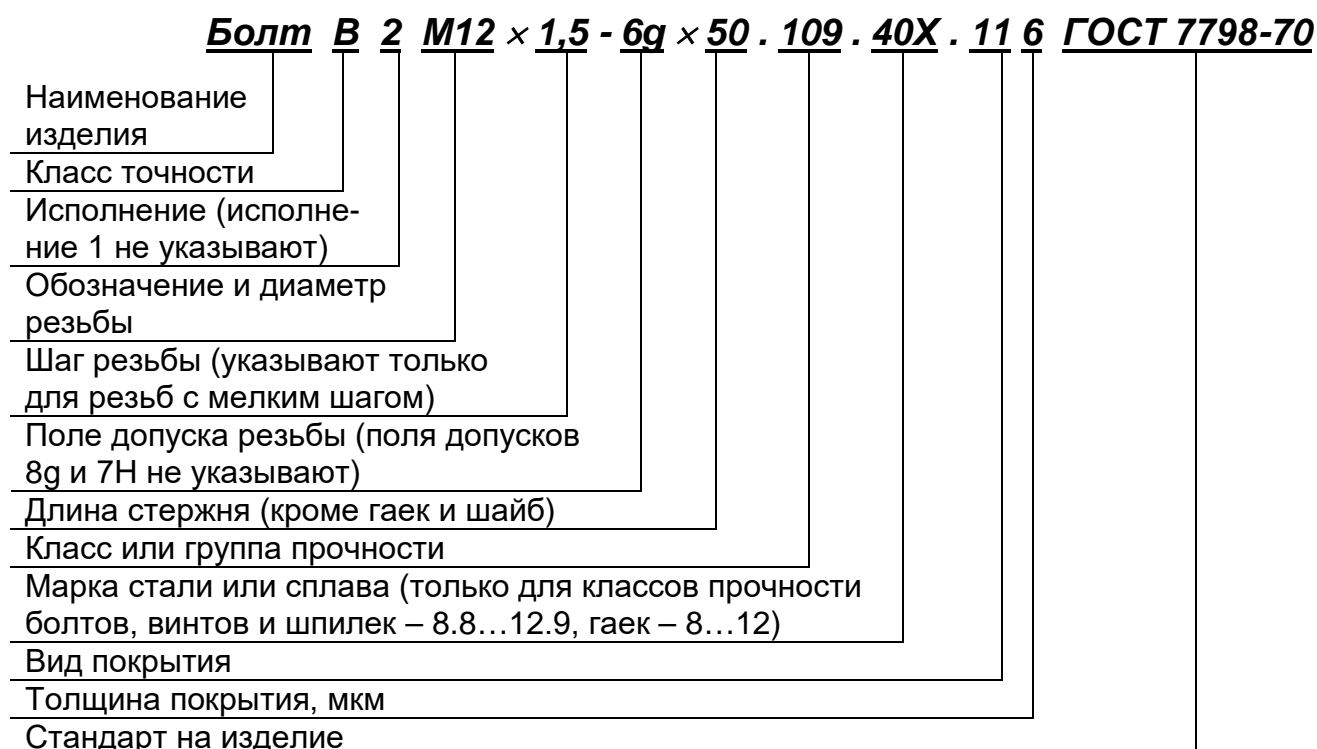 Болт В 2 М12 × 1,5 - 6g × 50 . 109 . 40Х . 11 6 ГОСТ 7798-70
Наименование
изделия
Класс точности
Исполнение (исполне-
ние 1 не указывают)
Обозначение и диаметр
резьбы
Шаг резьбы (указывают только
для резьб с мелким шагом)
Поле допуска резьбы (поля допусков
8g и 7Н не указывают)
Длина стержня (кроме гаек и шайб)
Класс или группа прочности
Марка стали или сплава (только для классов прочности
болтов, винтов и шпилек – 8.8…12.9, гаек – 8…12)
Вид покрытия
Толщина покрытия, мкм
Стандарт на изделие